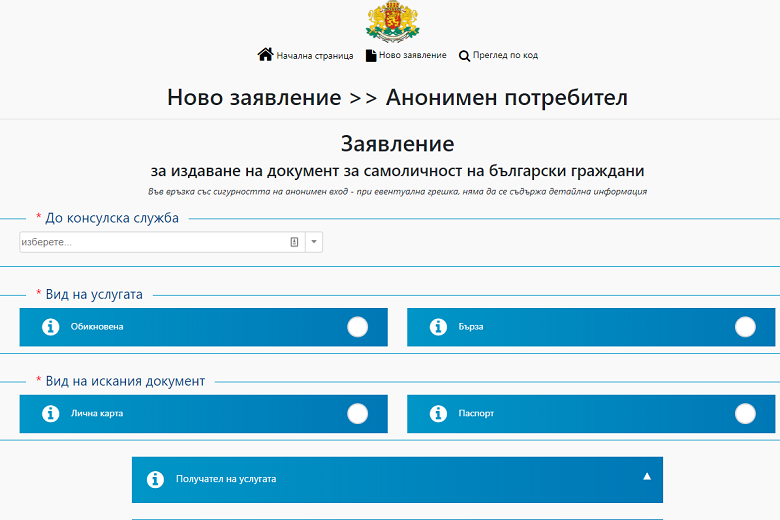 Начална страница Ново заявление Преглед по код
Ново заявление >> Анонимен потребител
Заявление
за издаване на документ за самоличност на български граждани
Във връзка със сигурността на анонимен вход - при евентуална грешка, няма да се съдържа детайлна информация
* До консулска служба
изберете...
* Вид на услугата
Обикновена Бърза
* Вид на искания документ
Лична карта Паспорт
Получател на услугата